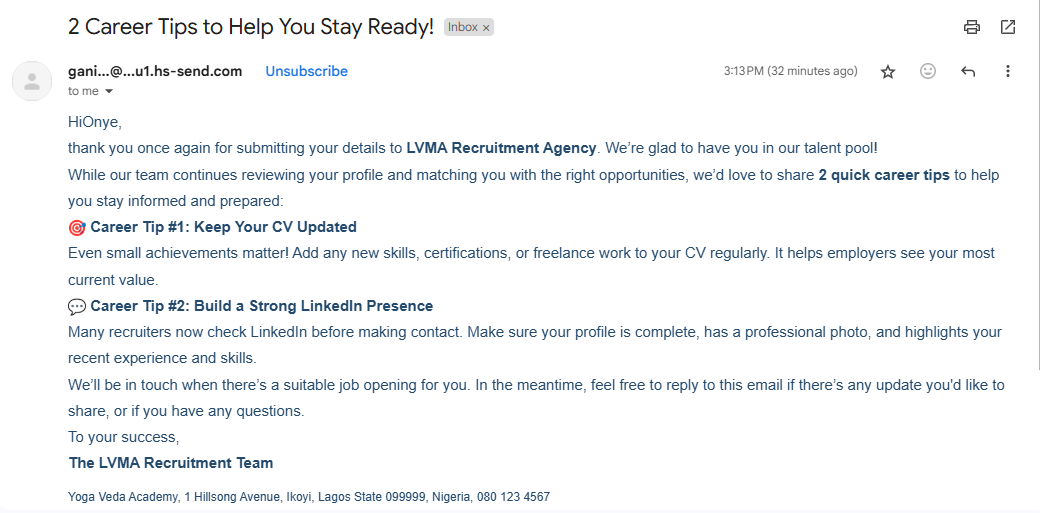 2 Career Tips to Help You Stay Ready! Inbox ×
gani...@...u1.hs-send.com Unsubscribe 3:13 PM (32 minutes ago)
to me
HiOnye,
thank you once again for submitting your details to LVMA Recruitment Agency. We’re glad to have you in our talent pool!
While our team continues reviewing your profile and matching you with the right opportunities, we’d love to share 2 quick career tips to help
you stay informed and prepared:
🎯 Career Tip #1: Keep Your CV Updated
Even small achievements matter! Add any new skills, certifications, or freelance work to your CV regularly. It helps employers see your most
current value.
💬 Career Tip #2: Build a Strong LinkedIn Presence
Many recruiters now check LinkedIn before making contact. Make sure your profile is complete, has a professional photo, and highlights your
recent experience and skills.
We’ll be in touch when there’s a suitable job opening for you. In the meantime, feel free to reply to this email if there’s any update you'd like to
share, or if you have any questions.
To your success,
The LVMA Recruitment Team
Yoga Veda Academy, 1 Hillsong Avenue, Ikoyi, Lagos State 099999, Nigeria, 080 123 4567